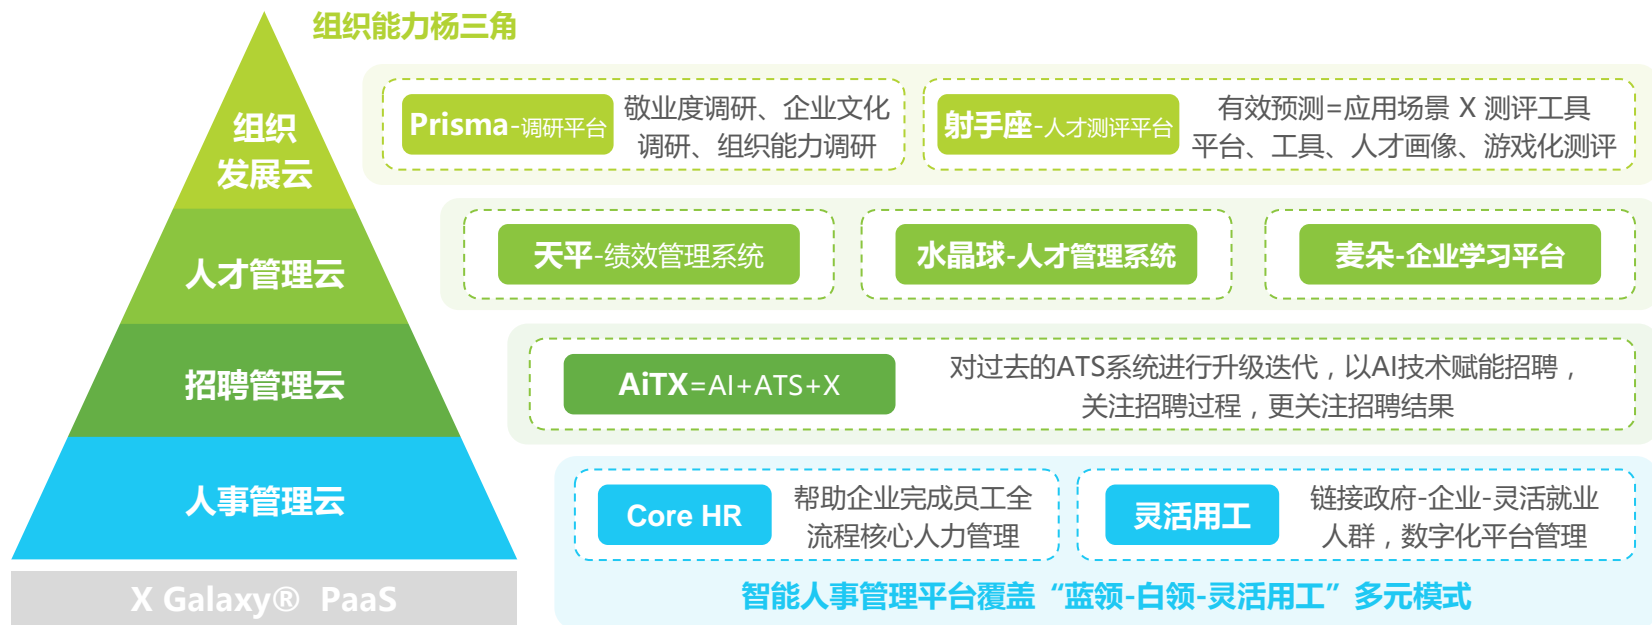 组织能力杨三角
组织
发展云
Prisma-调研平台
敬业度调研、企业文化
调研、组织能力调研
射手座-人才测评平台
有效预测=应用场景 X 测评工具
平台、工具、人才画像、游戏化测评
人才管理云
天平-绩效管理系统
水晶球-人才管理系统
麦朵-企业学习平台
招聘管理云
AiTX=AI+ATS+X
对过去的ATS系统进行升级迭代，以AI技术赋能招聘，
关注招聘过程，更关注招聘结果
人事管理云
Core HR
帮助企业完成员工全
流程核心人力管理
灵活用工
链接政府-企业-灵活就业
人群，数字化平台管理
智能人事管理平台覆盖“蓝领-白领-灵活用工”多元模式
X Galaxy® PaaS